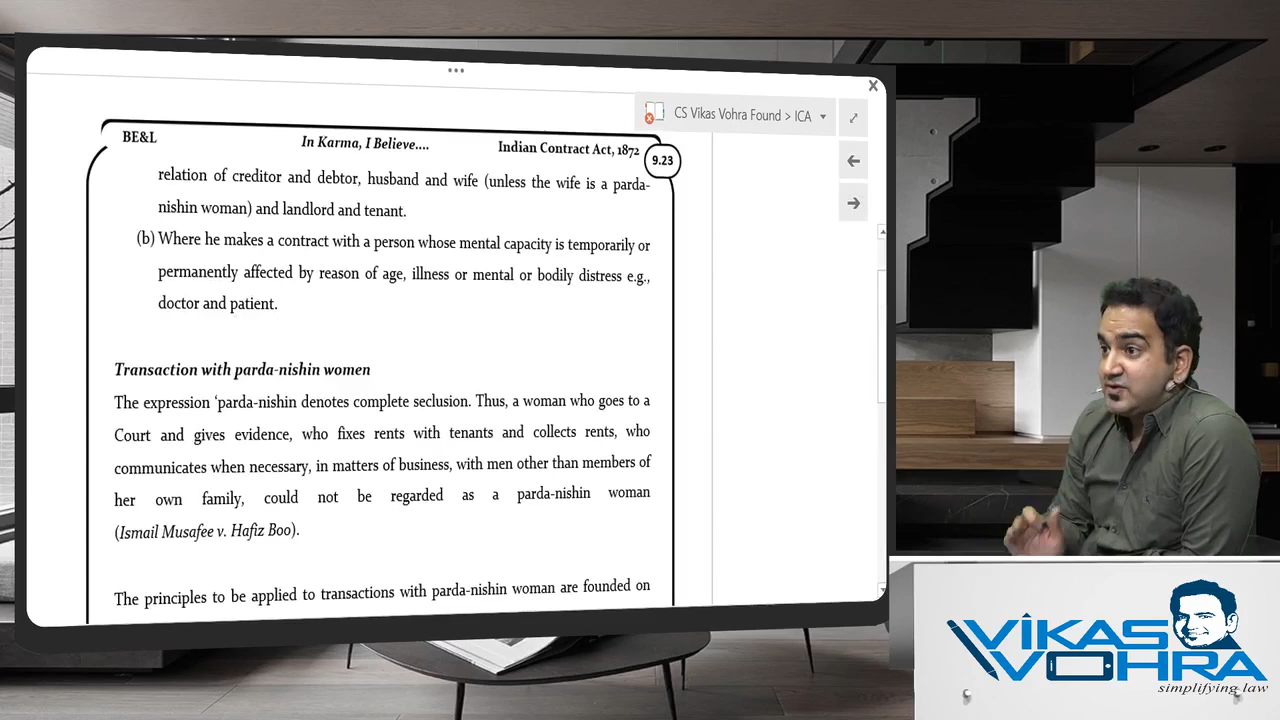 CS Vikas Vohra Found > ICA
BE&L
In Karma, I Believe....
Indian Contract Act, 1872
9.23
relation of creditor and debtor, husband and wife (unless the wife is a parda-
nishin woman) and landlord and tenant.
(b) Where he makes a contract with a person whose mental capacity is temporarily or
permanently affected by reason of age, illness or mental or bodily distress e.g.,
doctor and patient.
Transaction with parda-nishin women
The expression ‘parda-nishin denotes complete seclusion. Thus, a woman who goes to a
Court and gives evidence, who fixes rents with tenants and collects rents, who
communicates when necessary, in matters of business, with men other than members of
her own family, could not be regarded as a parda-nishin woman
(Ismail Musafee v. Hafiz Boo).
The principles to be applied to transactions with parda-nishin woman are founded on
VIKAS
VOHRA
simplifying law